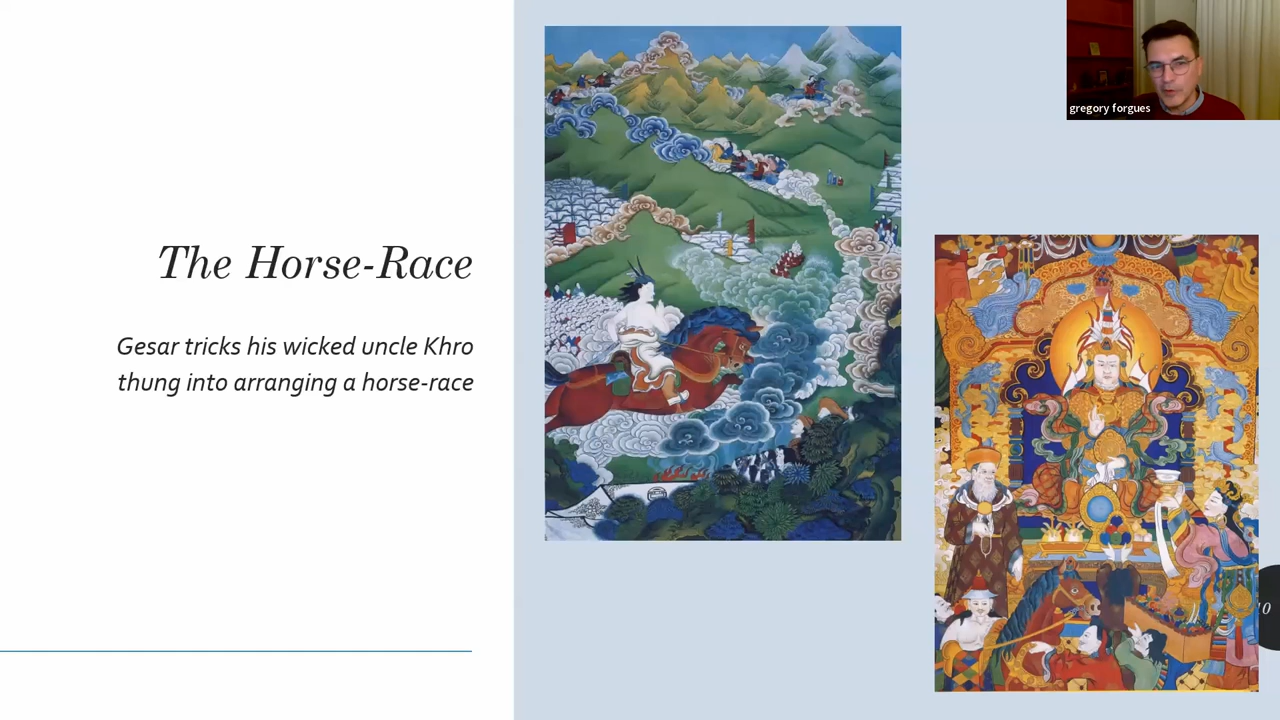 The Horse-Race
Gesar tricks his wicked uncle Khro
thung into arranging a horse-race
gregory forgues